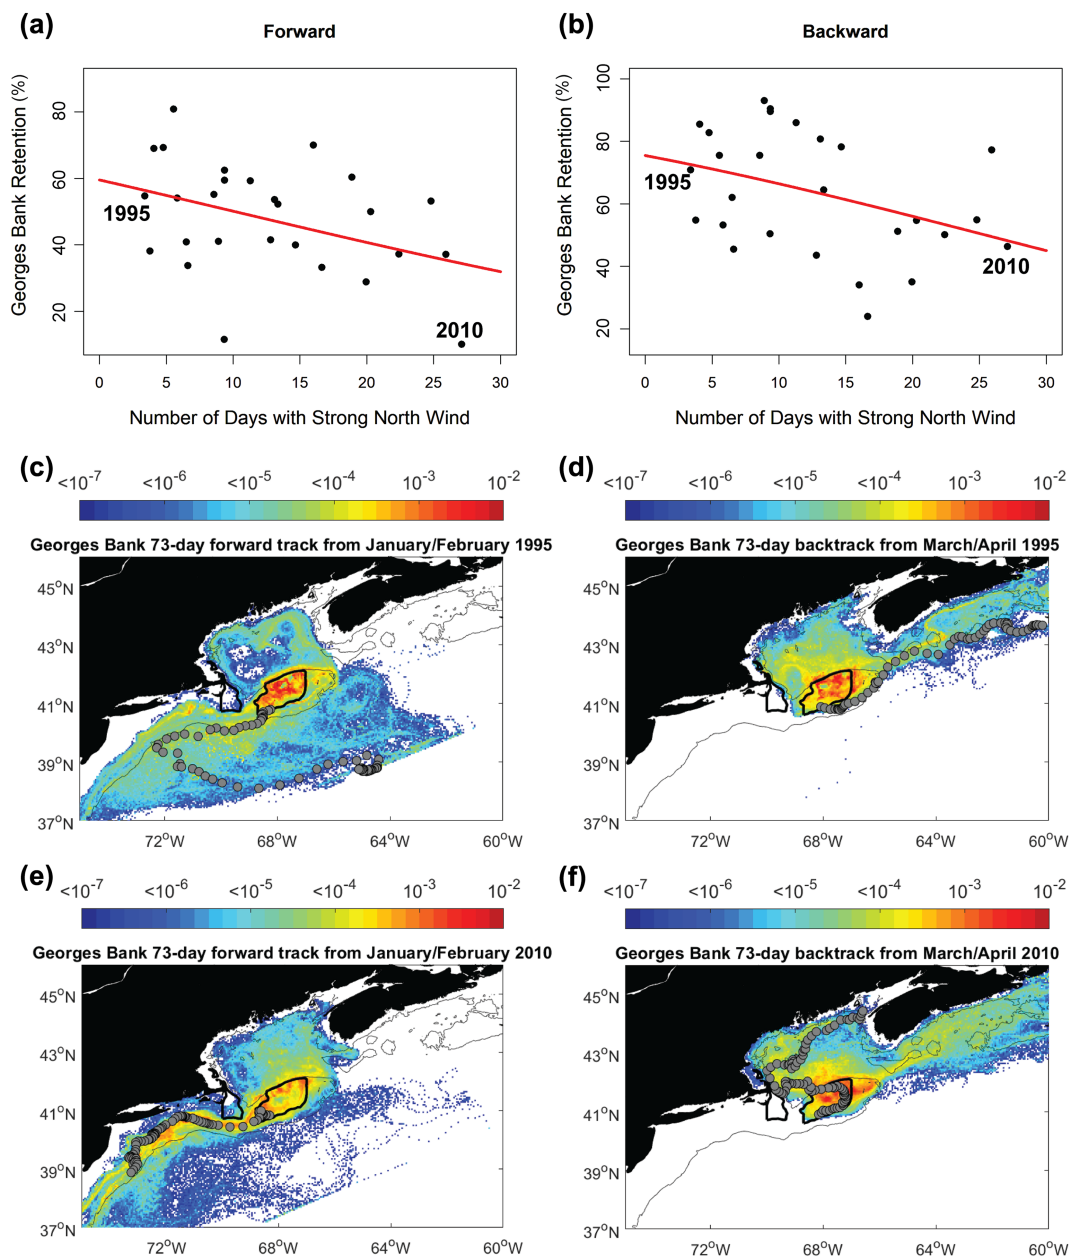 (a)
Forward
Georges Bank Retention (%)
80
60
40
20
1995
2010
0 5 10 15 20 25 30
Number of Days with Strong North Wind
(b)
Backward
Georges Bank Retention (%)
100
80
60
40
20
1995
2010
0 5 10 15 20 25 30
Number of Days with Strong North Wind
(c)
<10⁻⁷ <10⁻⁶ <10⁻⁵ <10⁻⁴ 10⁻³ 10⁻²
Georges Bank 73-day forward track from January/February 1995
45°N
43°N
41°N
39°N
37°N
72°W 68°W 64°W 60°W
(d)
<10⁻⁷ <10⁻⁶ <10⁻⁵ <10⁻⁴ 10⁻³ 10⁻²
Georges Bank 73-day backtrack from March/April 1995
45°N
43°N
41°N
39°N
37°N
72°W 68°W 64°W 60°W
(e)
<10⁻⁷ <10⁻⁶ <10⁻⁵ <10⁻⁴ 10⁻³ 10⁻²
Georges Bank 73-day forward track from January/February 2010
45°N
43°N
41°N
39°N
37°N
72°W 68°W 64°W 60°W
(f)
<10⁻⁷ <10⁻⁶ <10⁻⁵ <10⁻⁴ 10⁻³ 10⁻²
Georges Bank 73-day backtrack from March/April 2010
45°N
43°N
41°N
39°N
37°N
72°W 68°W 64°W 60°W